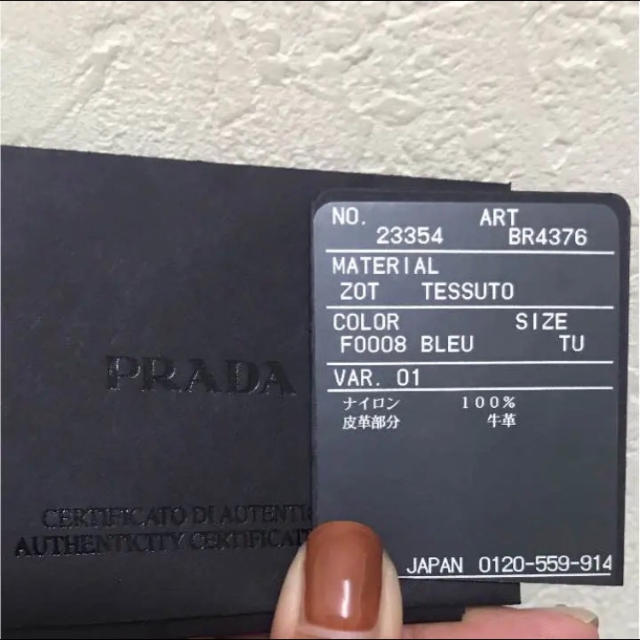 PRADA
CERTIFICATO DI AUTENTI
AUTHENTICITY CERTIFICAT
NO. ART
23354 BR4376
MATERIAL
ZOT TESSUTO
COLOR SIZE
F0008 BLEU TU
VAR. 01
ナイロン 100%
皮革部分 牛革
JAPAN 0120-559-914